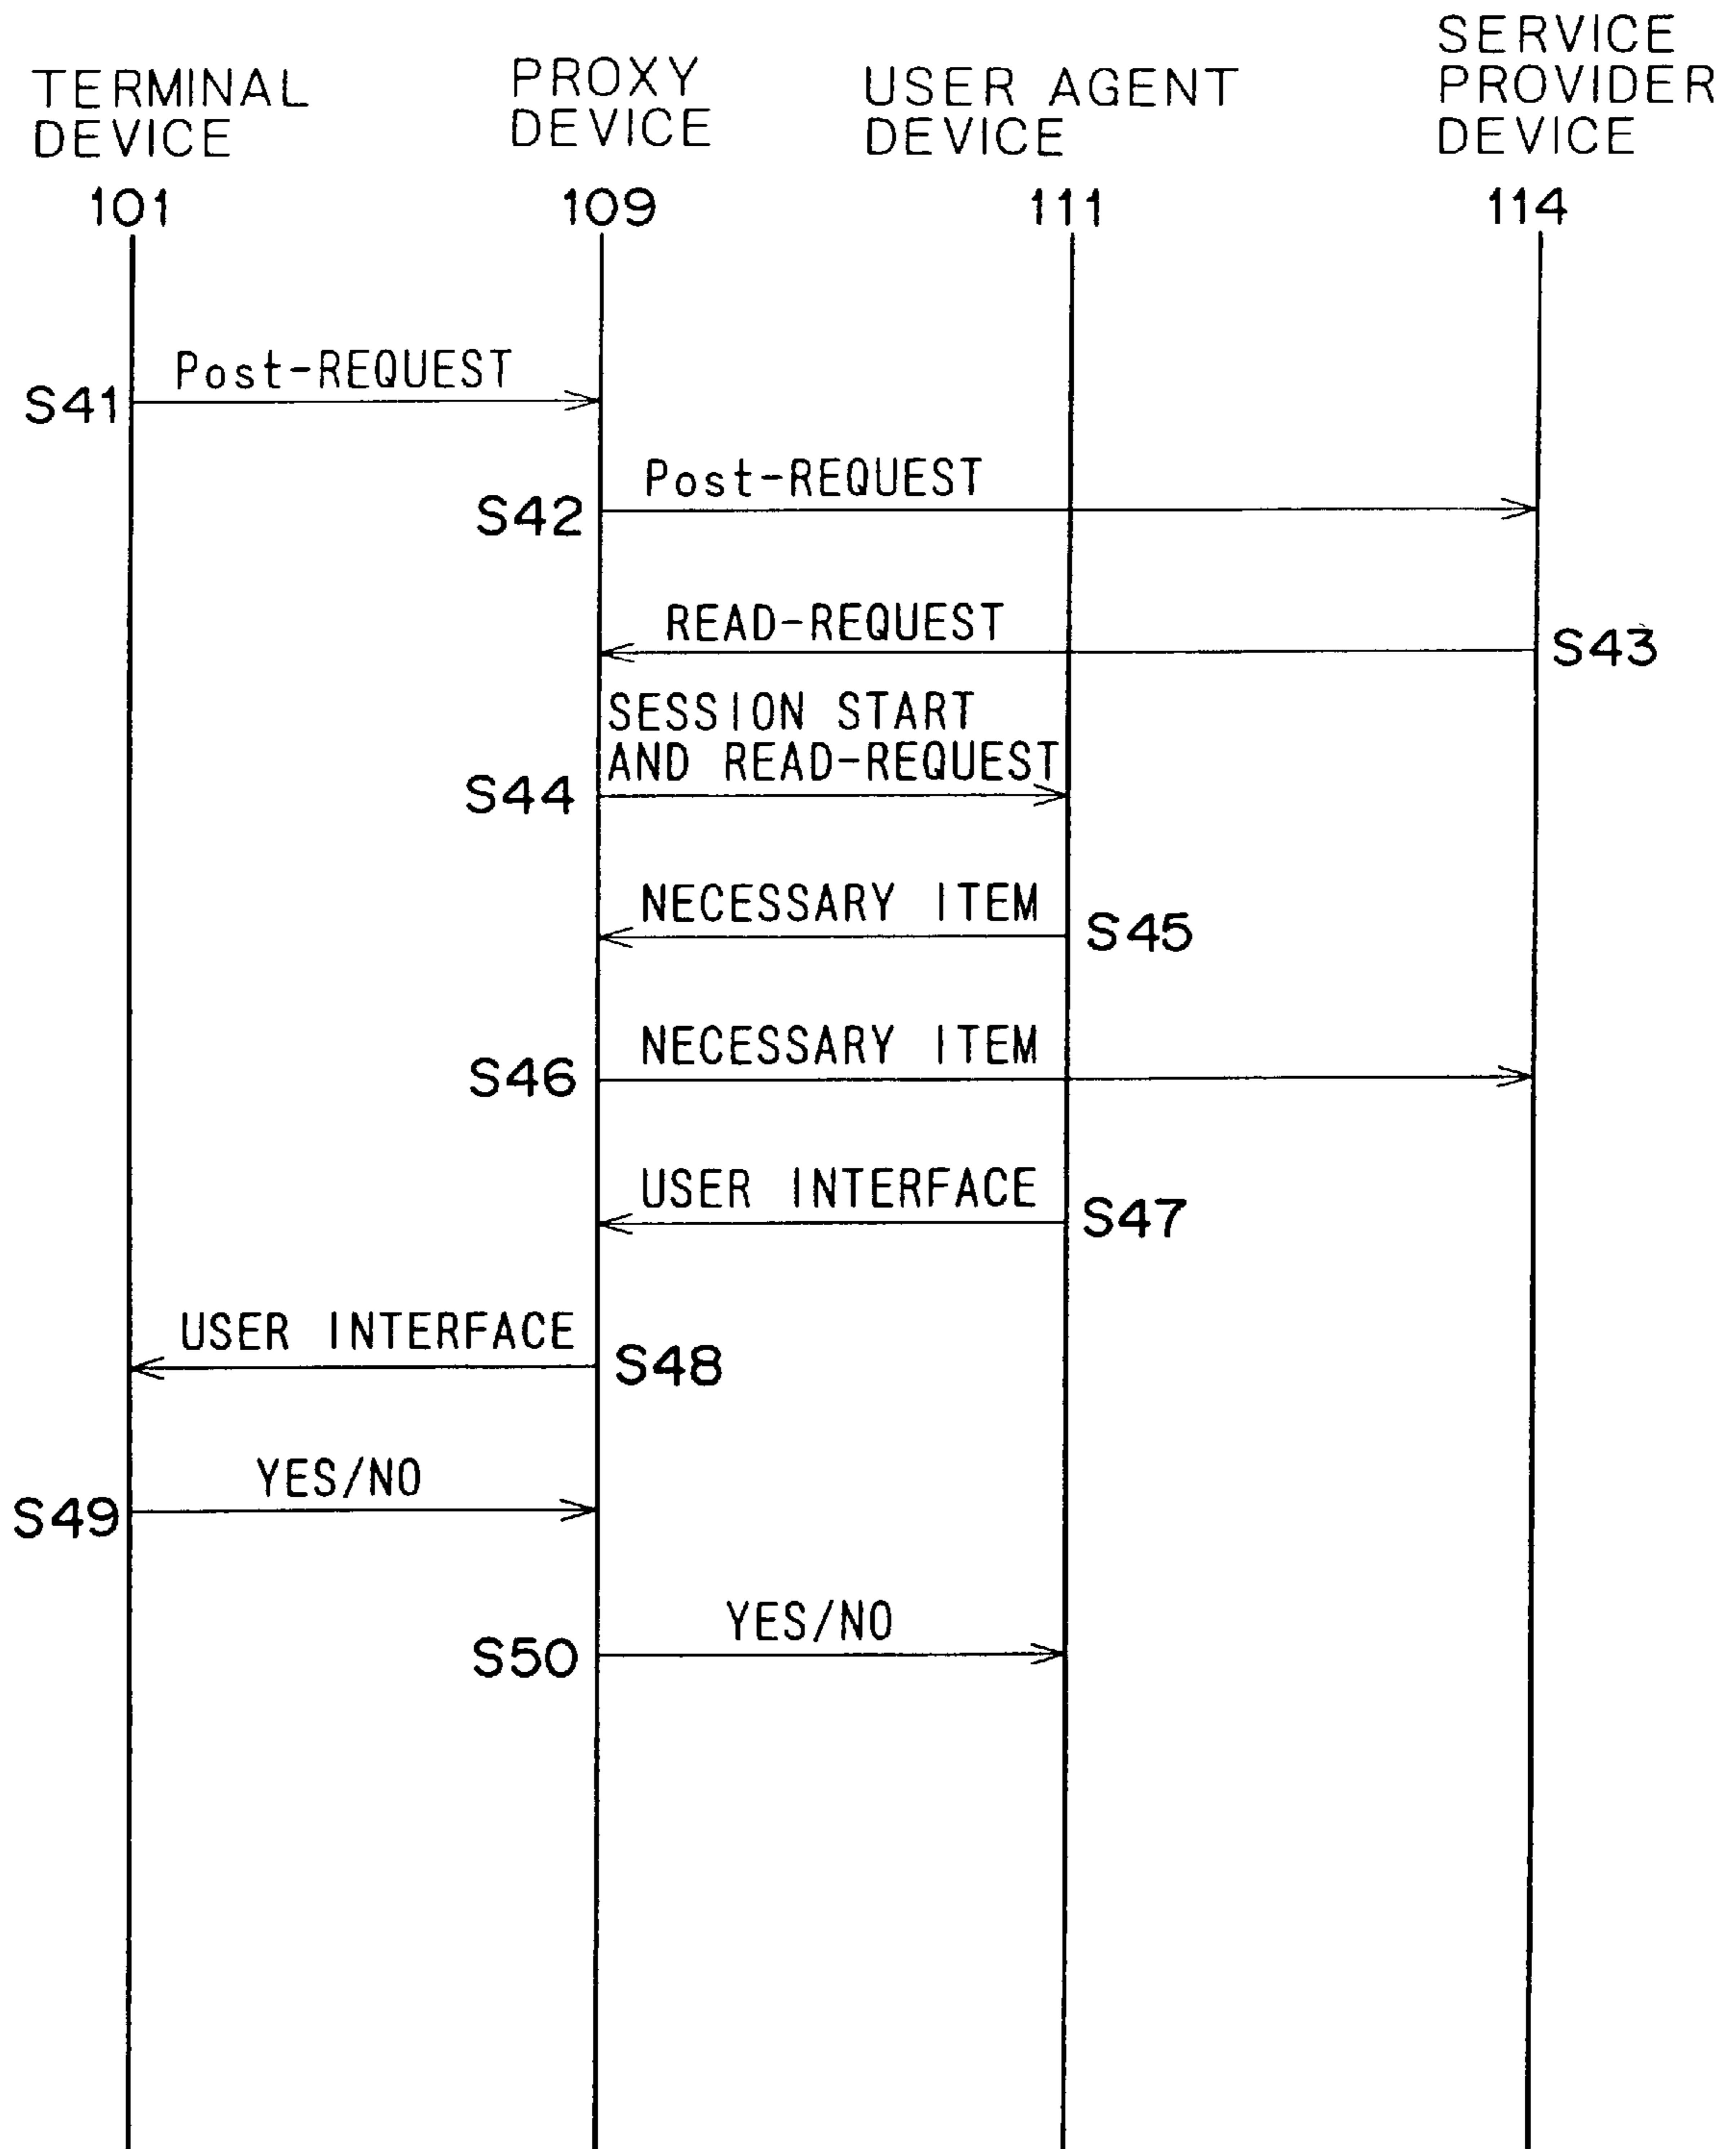 TERMINAL
DEVICE
101
PROXY
DEVICE
109
USER AGENT
DEVICE
111
SERVICE
PROVIDER
DEVICE
114
Post-REQUEST
S41
Post-REQUEST
S42
READ-REQUEST
S43
SESSION START
AND READ-REQUEST
S44
NECESSARY ITEM
S45
NECESSARY ITEM
S46
USER INTERFACE
S47
USER INTERFACE
S48
YES/NO
S49
YES/NO
S50